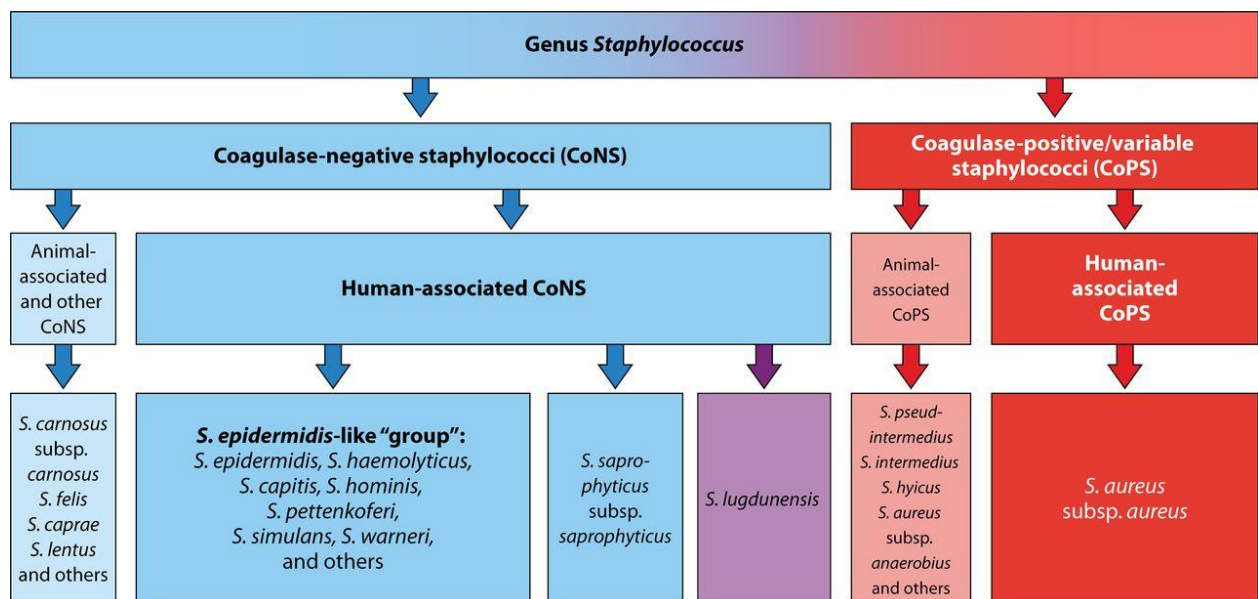 Genus Staphylococcus
Coagulase-negative staphylococci (CoNS)
Coagulase-positive/variable
staphylococci (CoPS)
Animal-
associated
and other
CoNS
Human-associated CoNS
Animal-
associated
CoPS
Human-
associated
CoPS
S. carnosus
subsp.
carnosus
S. felis
S. caprae
S. lentus
and others
S. epidermidis-like “group”:
S. epidermidis, S. haemolyticus,
S. capitis, S. hominis,
S. pettenkoferi,
S. simulans, S. warneri,
and others
S. sapro-
phyticus
subsp.
saprophyticus
S. lugdunensis
S. pseud-
intermedius
S. intermedius
S. hyicus
S. aureus
subsp.
anaerobius
and others
S. aureus
subsp. aureus